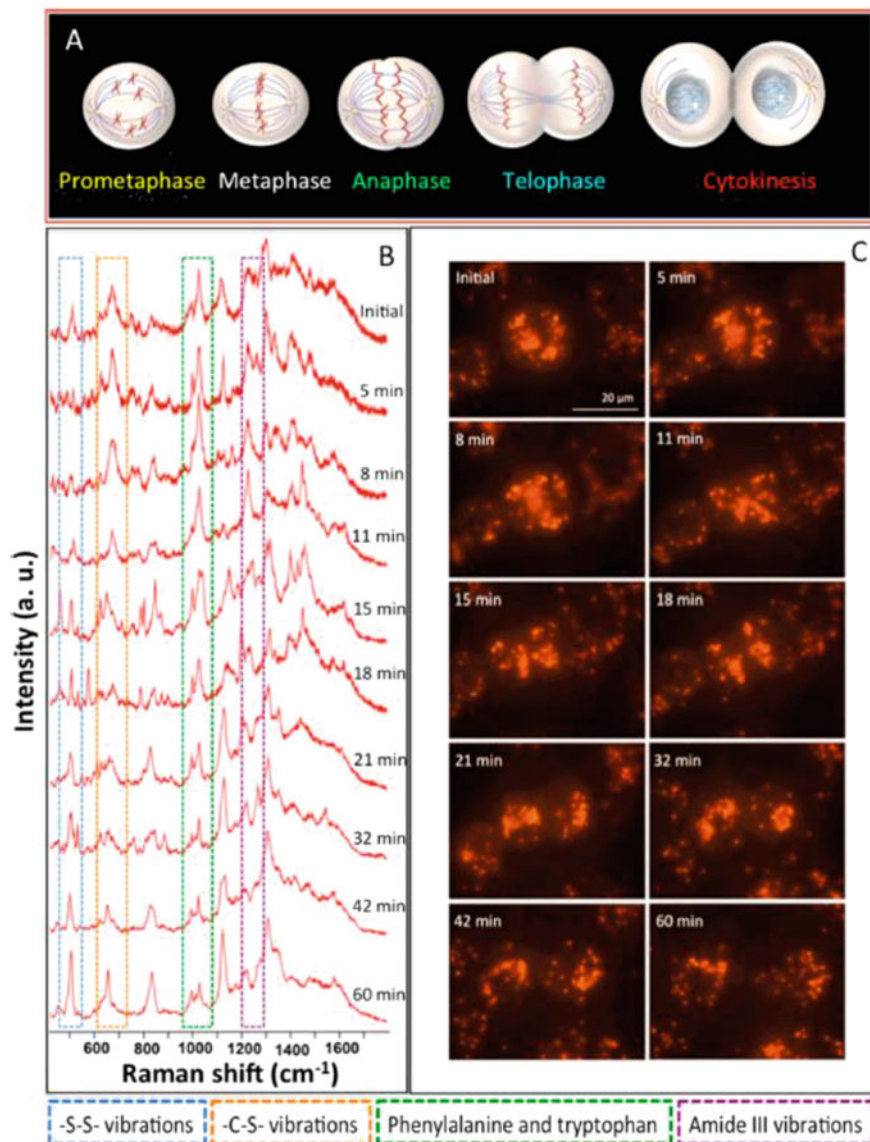 A
Prometaphase Metaphase Anaphase Telophase Cytokinesis
B
Initial
5 min
8 min
11 min
15 min
18 min
21 min
32 min
42 min
60 min
Intensity (a. u.)
600 800 1000 1200 1400 1600
Raman shift (cm⁻¹)
C
Initial 5 min
20 µm
8 min 11 min
15 min 18 min
21 min 32 min
42 min 60 min
-S-S- vibrations -C-S- vibrations Phenylalanine and tryptophan Amide III vibrations